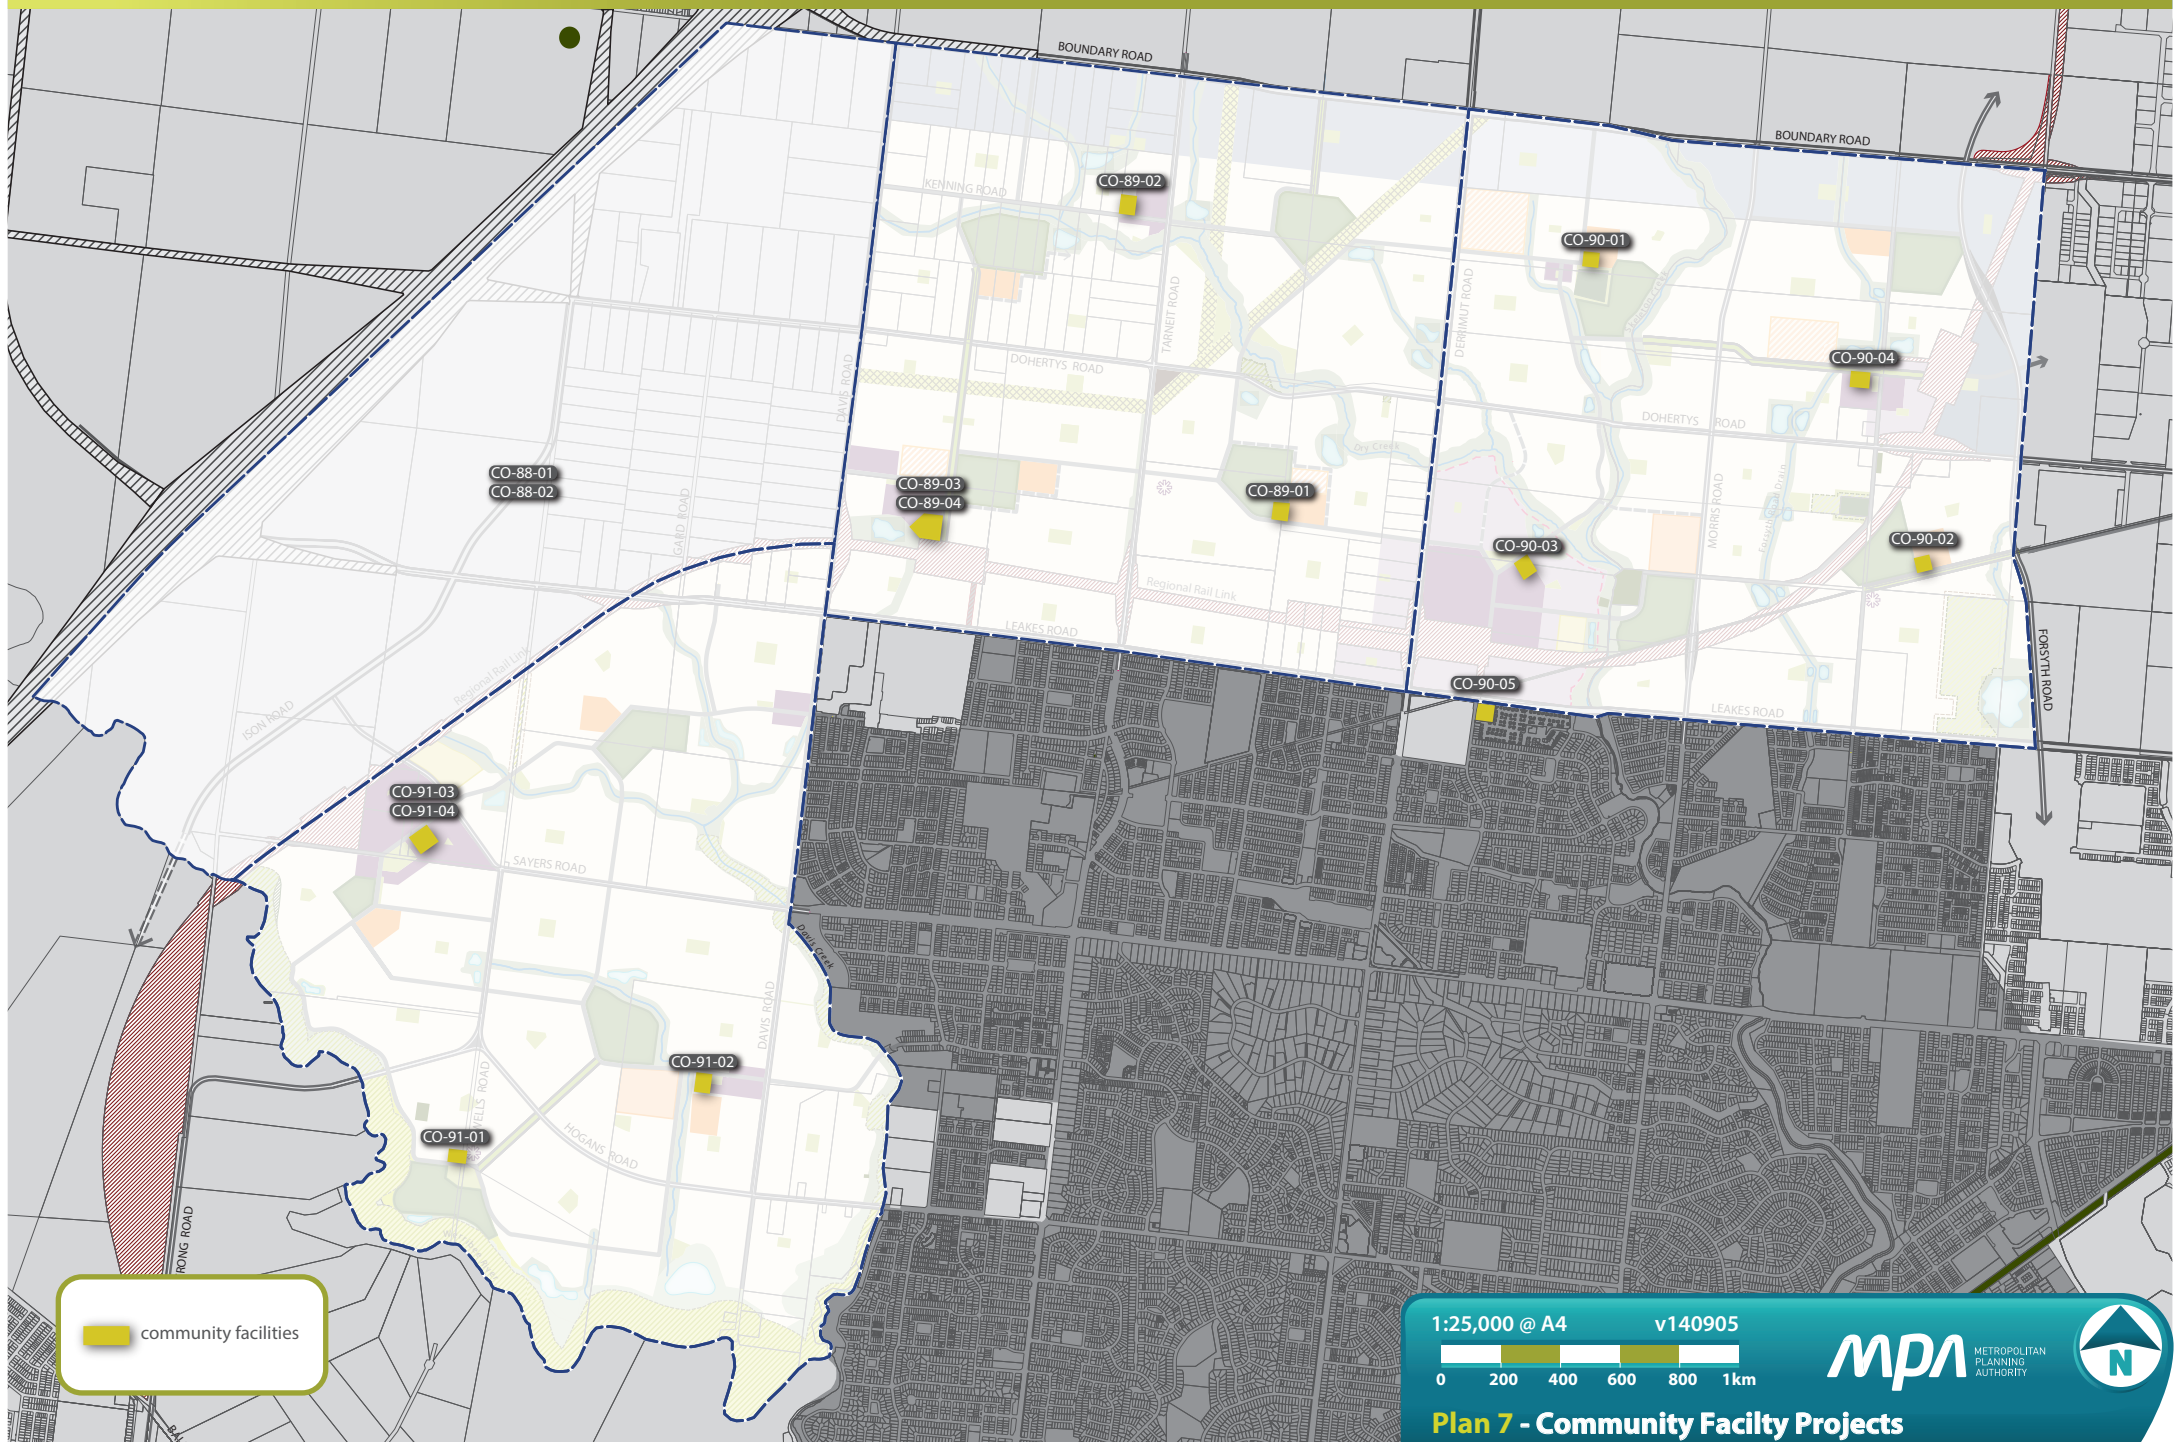 BOUNDARY ROAD
BOUNDARY ROAD
CO-89-02
KENNING ROAD
CO-90-01
TARNEIT ROAD
DERRIMUT ROAD
DOHERTYS ROAD
CO-90-04
DAVIS ROAD
DOHERTYS ROAD
Dry Creek
CO-88-01
CO-88-02
CO-89-03
CO-89-04
CO-89-01
GARD ROAD
MORRIS ROAD
CO-90-03
CO-90-02
Regional Rail Link
LEAKES ROAD
FORSYTH ROAD
Regional Rail Link
CO-90-05
LEAKES ROAD
ISON ROAD
CO-91-03
CO-91-04
SAYERS ROAD
Davis Creek
DAVIS ROAD
CO-91-02
CO-91-01
HOGANS ROAD
RONG ROAD
community facilities
1:25,000 @ A4
v140905
0 200 400 600 800 1km
MPA
METROPOLITAN
PLANNING
AUTHORITY
N
Plan 7 - Community Facilty Projects